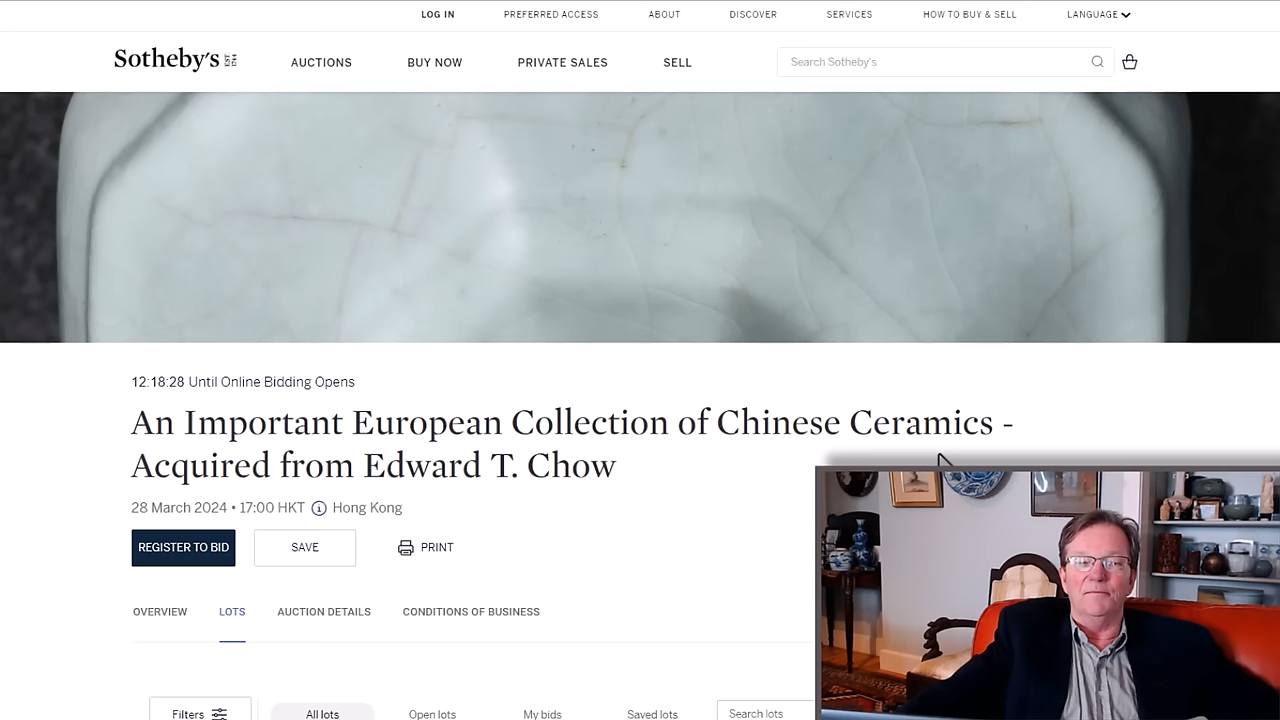 LOG IN
PREFERRED ACCESS
ABOUT
DISCOVER
SERVICES
HOW TO BUY & SELL
LANGUAGE
Sotheby's EST 1744
AUCTIONS
BUY NOW
PRIVATE SALES
SELL
Search Sotheby's
12:18:28 Until Online Bidding Opens
An Important European Collection of Chinese Ceramics -
Acquired from Edward T. Chow
28 March 2024 • 17:00 HKT
Hong Kong
REGISTER TO BID
SAVE
PRINT
OVERVIEW
LOTS
AUCTION DETAILS
CONDITIONS OF BUSINESS
Filters
All lots
Open lots
My bids
Saved lots
Search lots